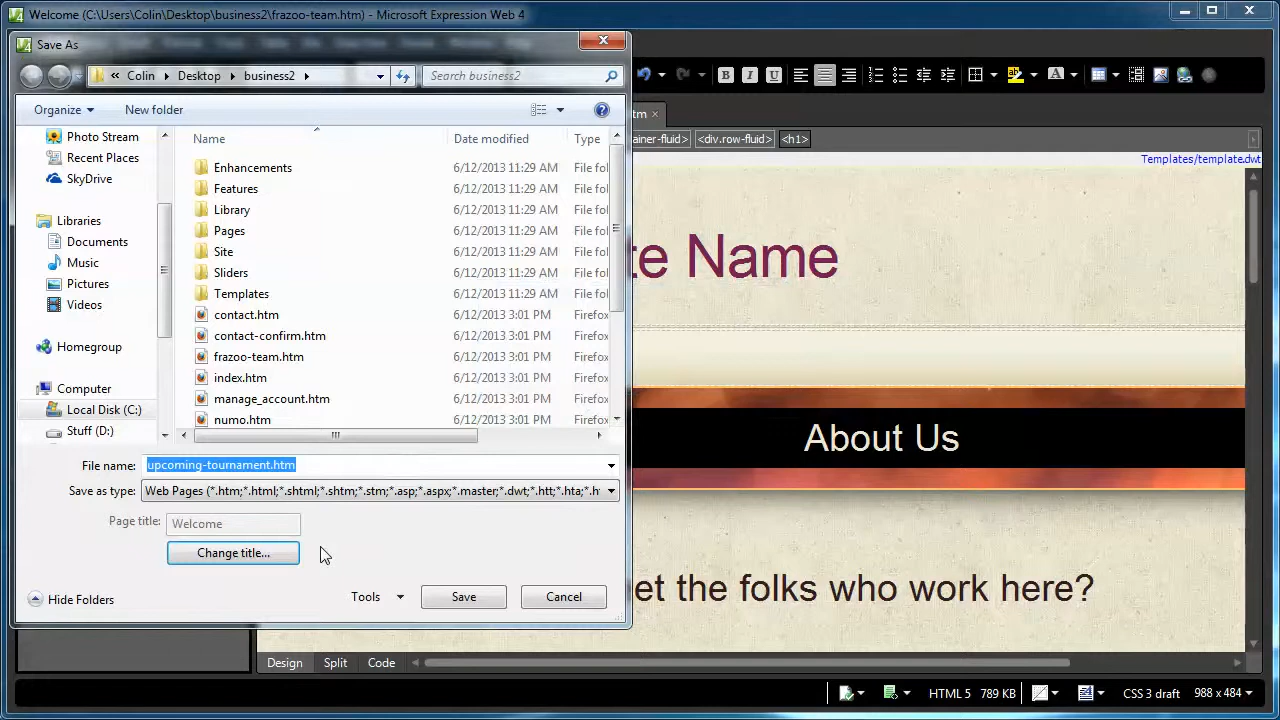 Welcome (C:\Users\Colin\Desktop\business2\frazoo-team.htm) - Microsoft Expression Web 4
Save As
Colin Desktop business2
Search business2
B I U A
Organize New folder
tm ×
Name Date modified Type
ainer-fluid> <div.row-fluid> <h1>
Templates/template.dwt
Photo Stream
Recent Places
SkyDrive
Libraries
Documents
Music
Pictures
Videos
Homegroup
Computer
Local Disk (C:)
Stuff (D:)
Enhancements 6/12/2013 11:29 AM File fol
Features 6/12/2013 11:29 AM File fol
Library 6/12/2013 11:29 AM File fol
Pages 6/12/2013 11:29 AM File fol
Site 6/12/2013 11:29 AM File fol
Sliders 6/12/2013 11:29 AM File fol
Templates 6/12/2013 11:29 AM File fol
contact.htm 6/12/2013 3:01 PM Firefox
contact-confirm.htm 6/12/2013 3:01 PM Firefox
frazoo-team.htm 6/12/2013 3:01 PM Firefox
index.htm 6/12/2013 3:01 PM Firefox
manage_account.htm 6/12/2013 3:01 PM Firefox
numo.htm 6/12/2013 3:01 PM Firefox
te Name
About Us
et the folks who work here?
File name: upcoming-tournament.htm
Save as type: Web Pages (*.htm;*.html;*.shtml;*.shtm;*.stm;*.asp;*.aspx;*.master;*.dwt;*.htt;*.hta;*.h
Page title: Welcome
Change title...
Hide Folders
Tools Save Cancel
Design Split Code
HTML 5 789 KB CSS 3 draft 988 x 484